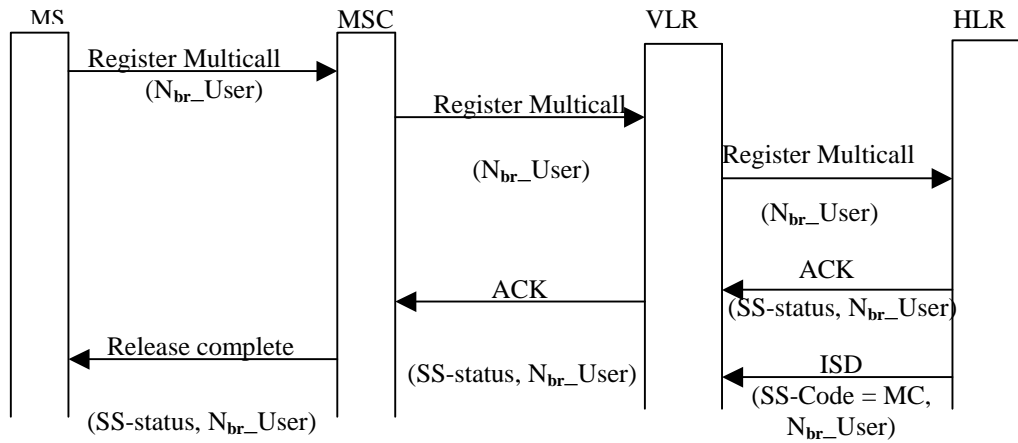 MS
MSC
VLR
HLR
Register Multicall
(Nbr_User)
Register Multicall
(Nbr_User)
Register Multicall
(Nbr_User)
ACK
(SS-status, Nbr_User)
ACK
(SS-status, Nbr_User)
Release complete
(SS-status, Nbr_User)
ISD
(SS-Code = MC,
Nbr_User)